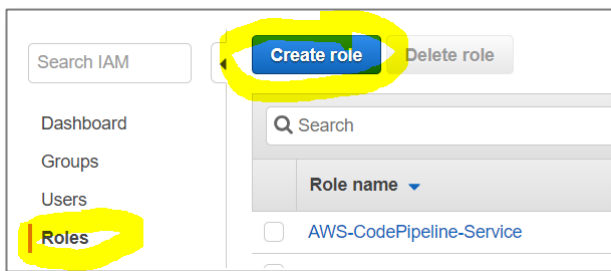 Search IAM
Dashboard
Groups
Users
Roles
Create role
Delete role
Search
Role name
AWS-CodePipeline-Service